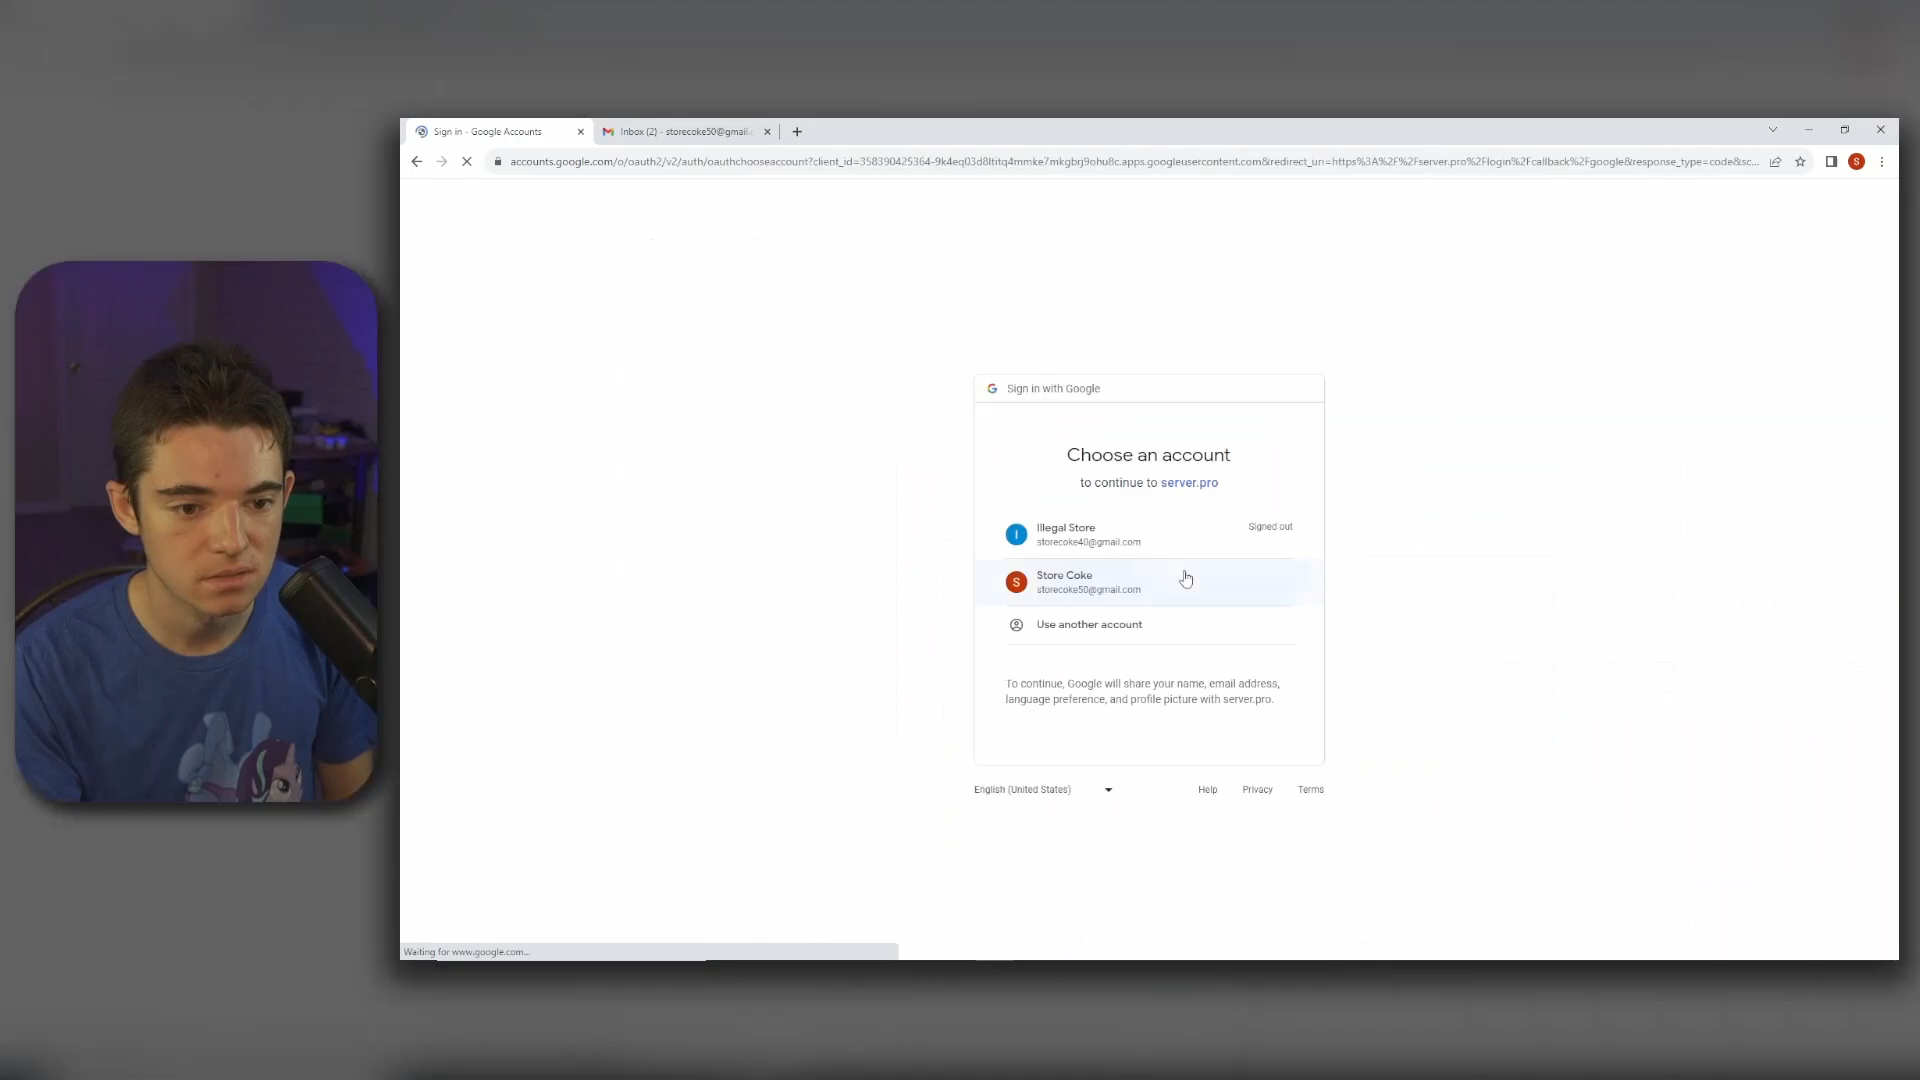 Sign in - Google Accounts
Inbox (2) - storecoke50@gmail.
accounts.google.com/o/oauth2/v2/auth/oauthchooseaccount?client_id=358390425364-9k4eq03d8ltitq4mmke7mkgbrj9ohu8c.apps.googleusercontent.com&redirect_uri=https%3A%2F%2Fserver.pro%2Flogin%2Fcallback%2Fgoogle&response_type=code&sc...
S
G Sign in with Google
Choose an account
to continue to server.pro
I
Illegal Store
Signed out
storecoke40@gmail.com
S
Store Coke
storecoke50@gmail.com
Use another account
To continue, Google will share your name, email address,
language preference, and profile picture with server.pro.
English (United States)
Help
Privacy
Terms
Waiting for www.google.com...